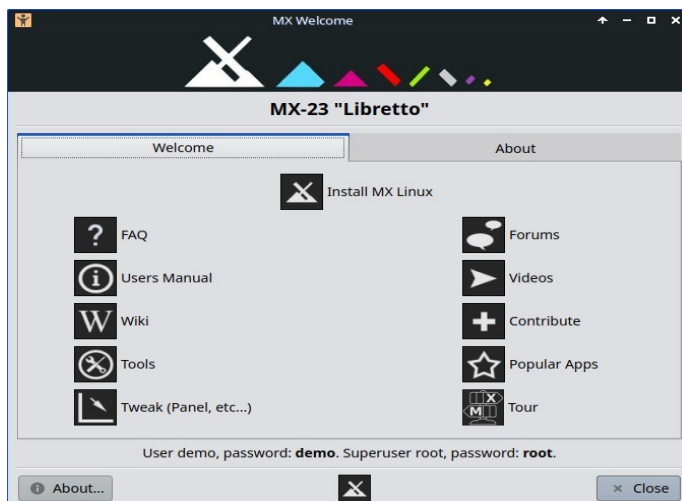 MX Welcome
MX-23 "Libretto"
Welcome About
Install MX Linux
FAQ Forums
Users Manual Videos
Wiki Contribute
Tools Popular Apps
Tweak (Panel, etc...) Tour
User demo, password: demo. Superuser root, password: root.
About... Close